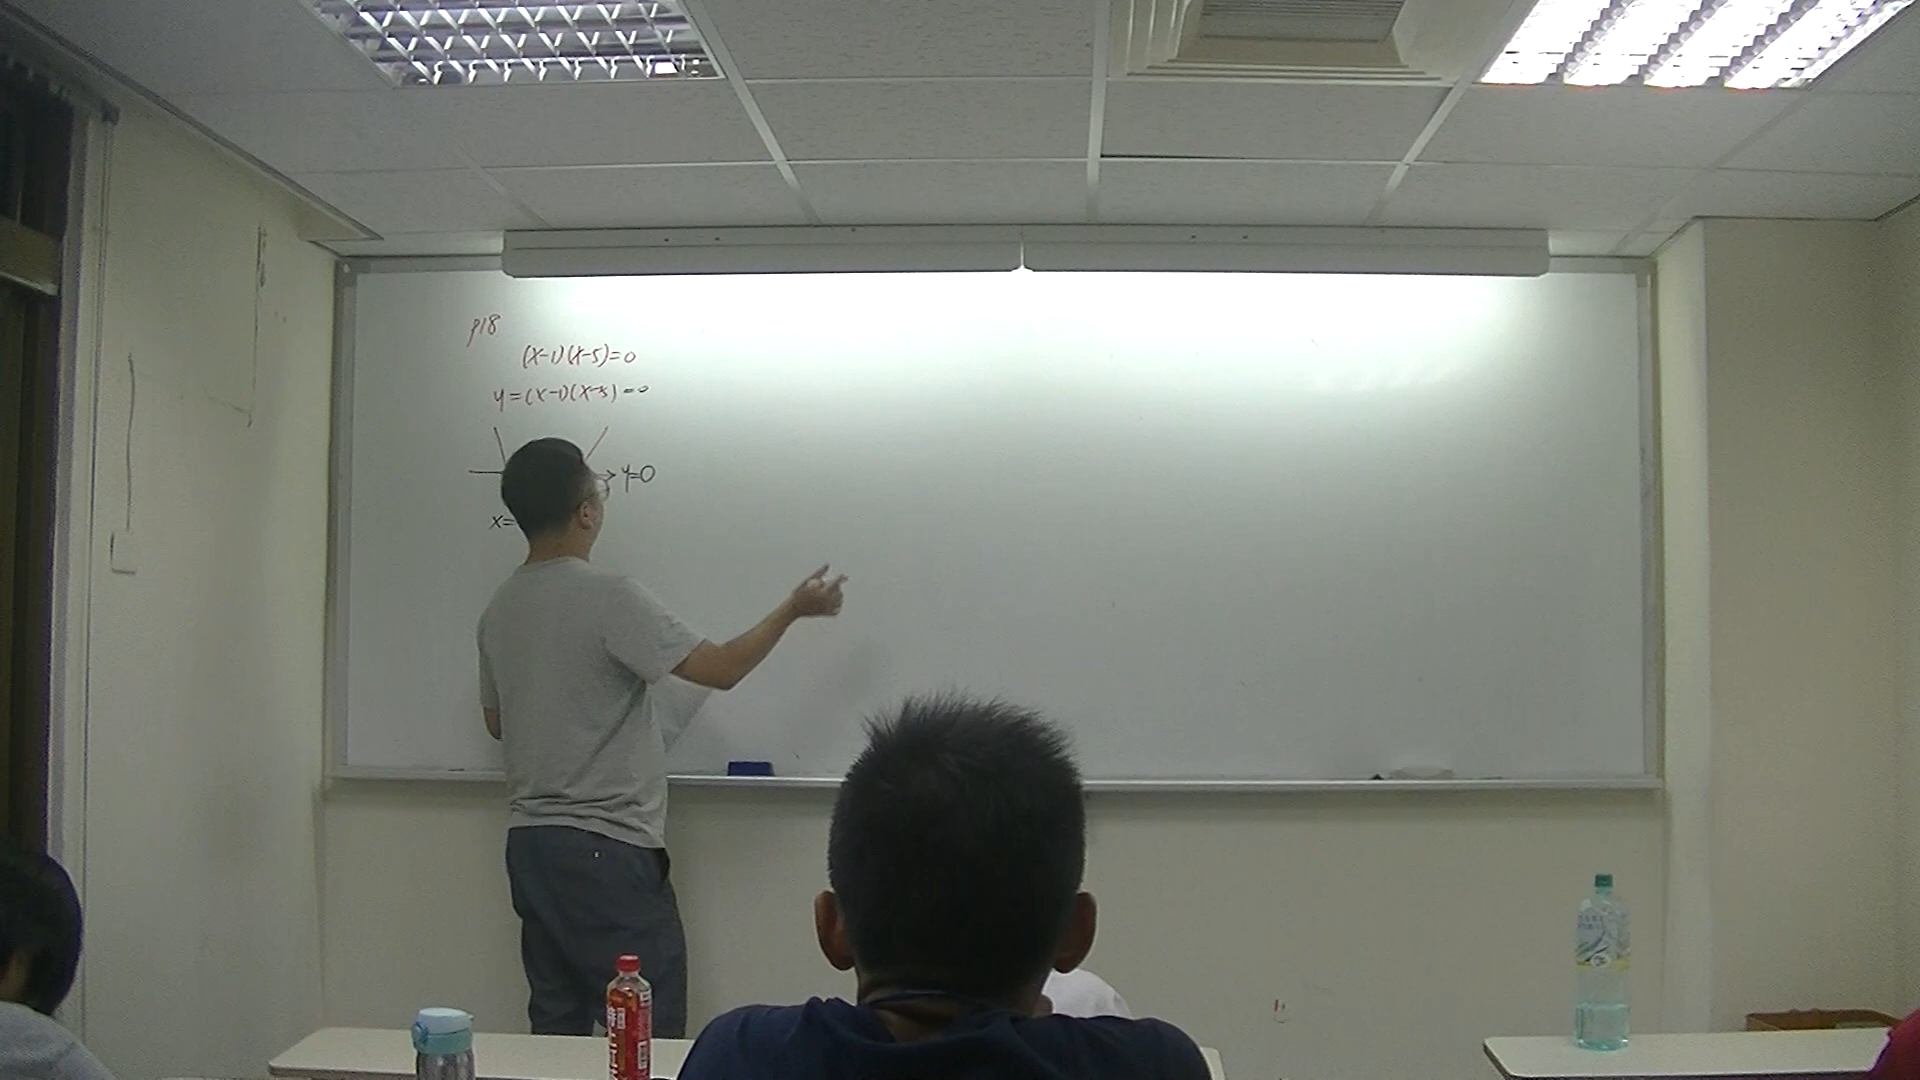 p18
(x-1)(x-5)=0
y=(x-1)(x-5)=0
y=0
x=